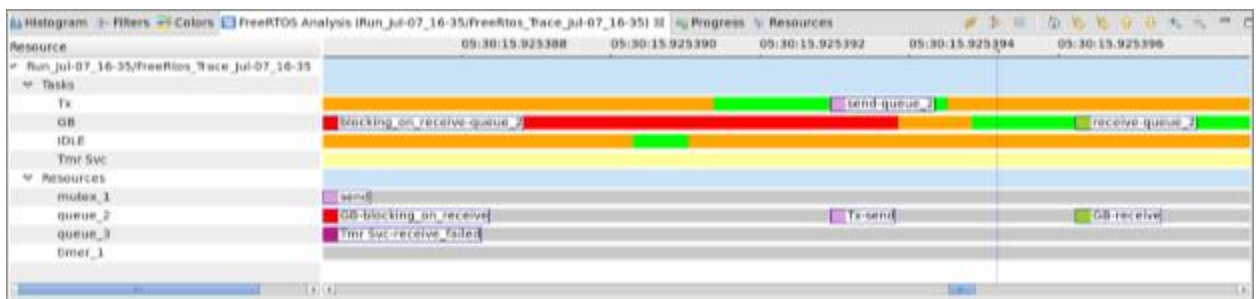 Histogram Filters Colors FreeRTOS Analysis (Run_Jul-07_16-35/FreeRtos_Trace_Jul-07_16-35) Progress Resources
Resource 05:30:15.925388 05:30:15.925390 05:30:15.925392 05:30:15.925394 05:30:15.925396
Run_Jul-07_16-35/FreeRtos_Trace_Jul-07_16-35
Tasks
Tx send-queue_2
GB blocking_on_receive-queue_2 receive-queue_2
IDLE
Tmr Svc
Resources
mutex_1 send
queue_2 GB-blocking_on_receive Tx-send GB-receive
queue_3 Tmr Svc-receive_failed
timer_1